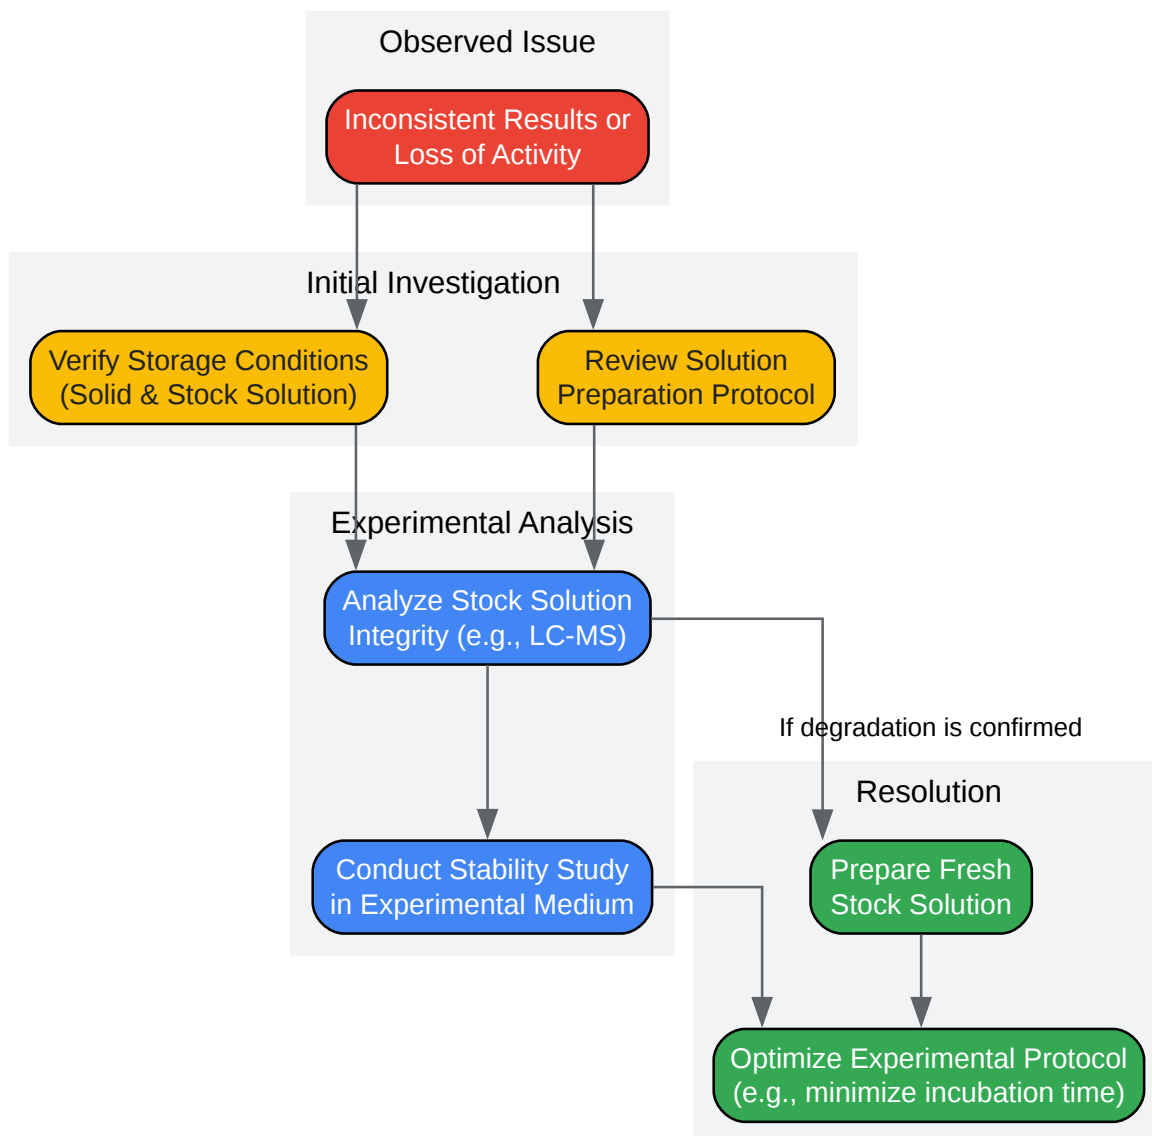 Observed Issue
Inconsistent Results or
Loss of Activity
Initial Investigation
Verify Storage Conditions
(Solid & Stock Solution)
Review Solution
Preparation Protocol
Experimental Analysis
Analyze Stock Solution
Integrity (e.g., LC-MS)
If degradation is confirmed
Resolution
Conduct Stability Study
in Experimental Medium
Prepare Fresh
Stock Solution
Optimize Experimental Protocol
(e.g., minimize incubation time)